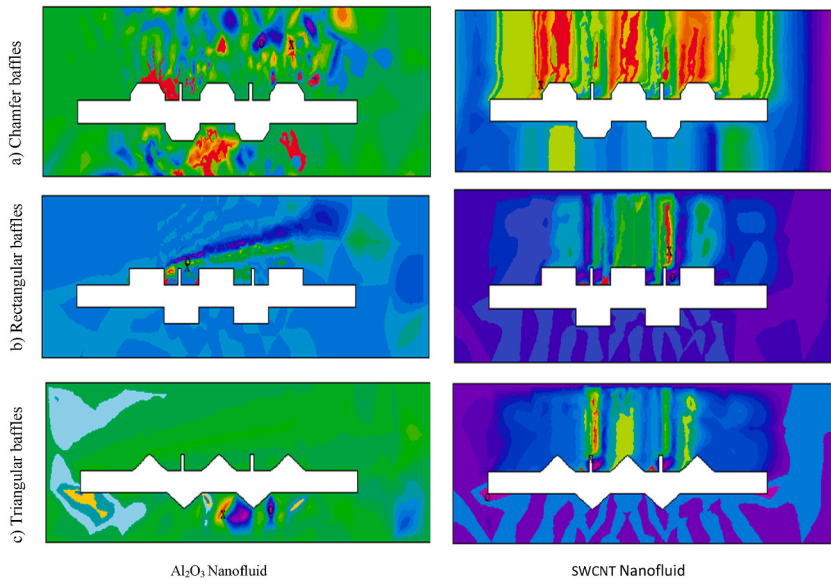 a) Chamfer baffles
b) Rectangular baffles
c) Triangular baffles
Al₂O₃ Nanofluid
SWCNT Nanofluid